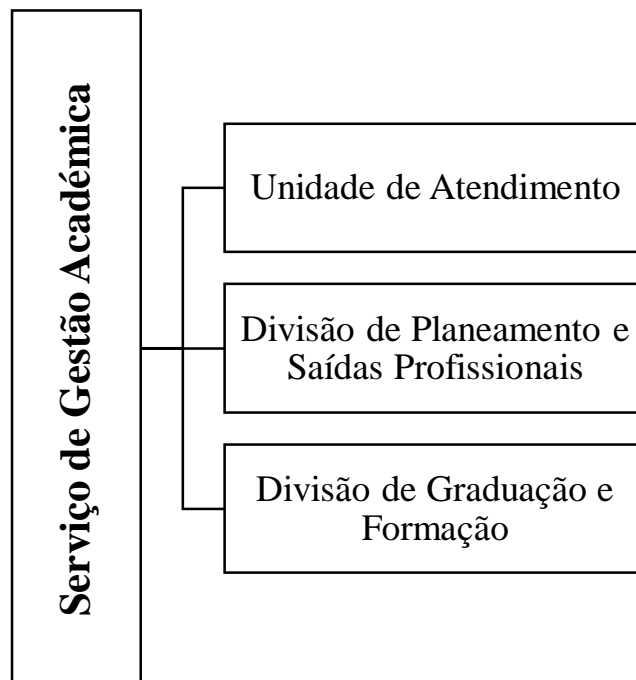 Serviço de Gestão Académica
Unidade de Atendimento
Divisão de Planeamento e
Saídas Profissionais
Divisão de Graduação e
Formação